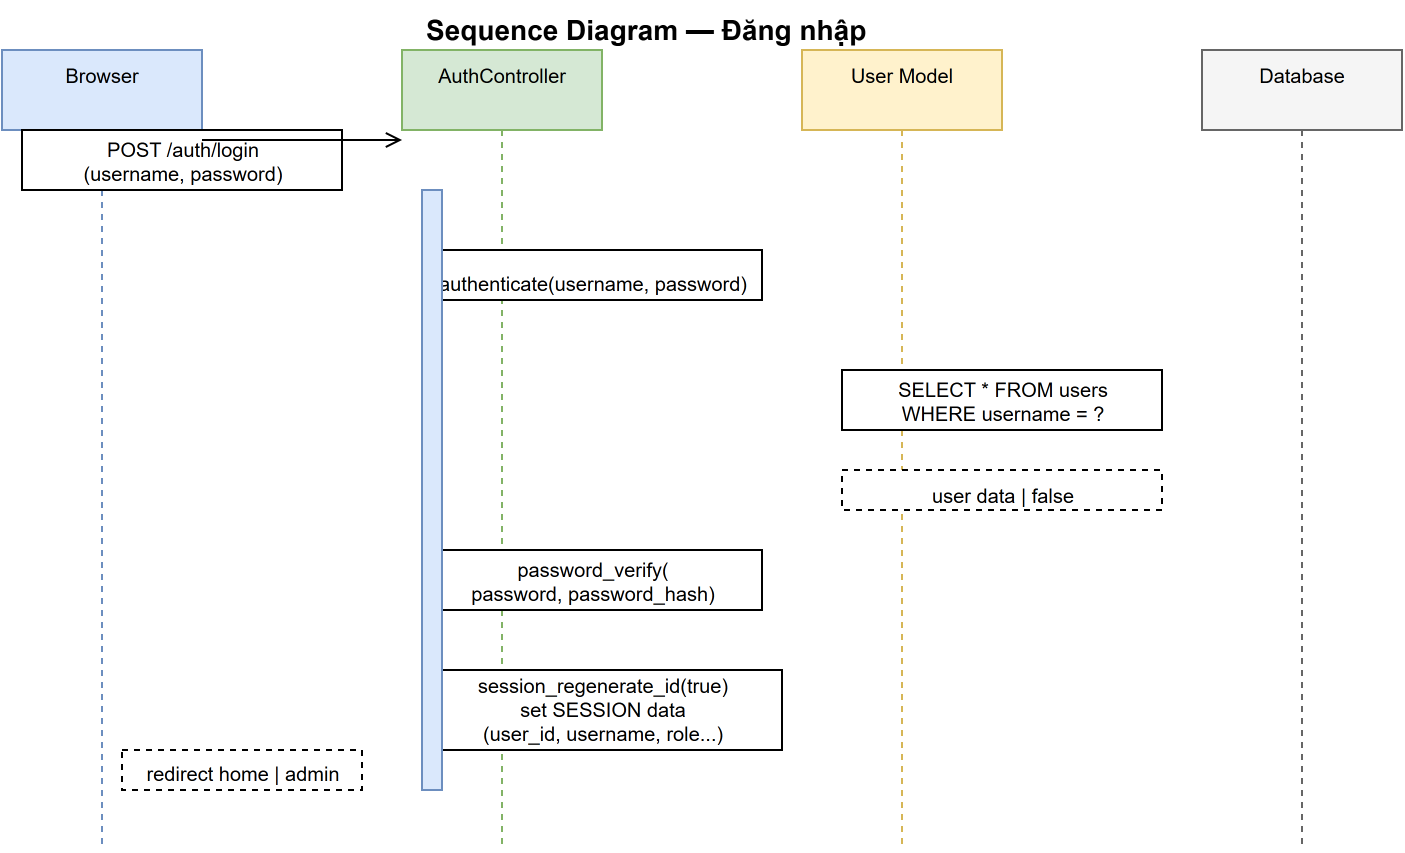 Sequence Diagram — Đăng nhập
Browser
AuthController
User Model
Database
POST /auth/login
(username, password)
authenticate(username, password)
SELECT * FROM users
WHERE username = ?
user data | false
password_verify(
password, password_hash)
session_regenerate_id(true)
set SESSION data
(user_id, username, role...)
redirect home | admin